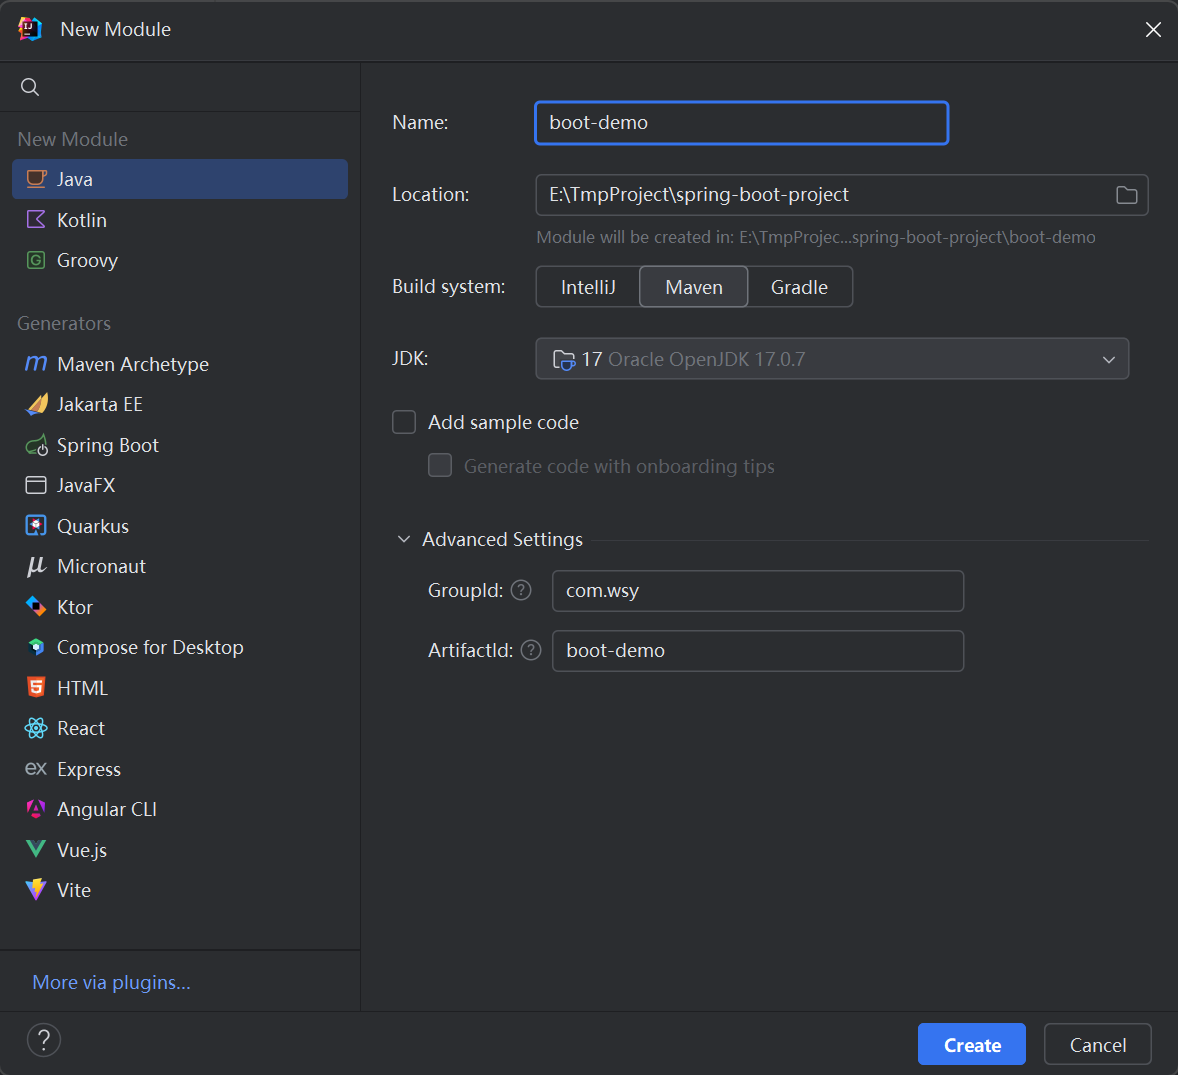 New Module
New Module
Java
Kotlin
Groovy
Generators
Maven Archetype
Jakarta EE
Spring Boot
JavaFX
Quarkus
Micronaut
Ktor
Compose for Desktop
HTML
React
Express
Angular CLI
Vue.js
Vite
More via plugins...
Name: boot-demo
Location: E:\TmpProject\spring-boot-project
Module will be created in: E:\TmpProjec...spring-boot-project\boot-demo
Build system: IntelliJ Maven Gradle
JDK: 17 Oracle OpenJDK 17.0.7
Add sample code
Generate code with onboarding tips
Advanced Settings
GroupId: ? com.wsy
ArtifactId: ? boot-demo
? Create Cancel